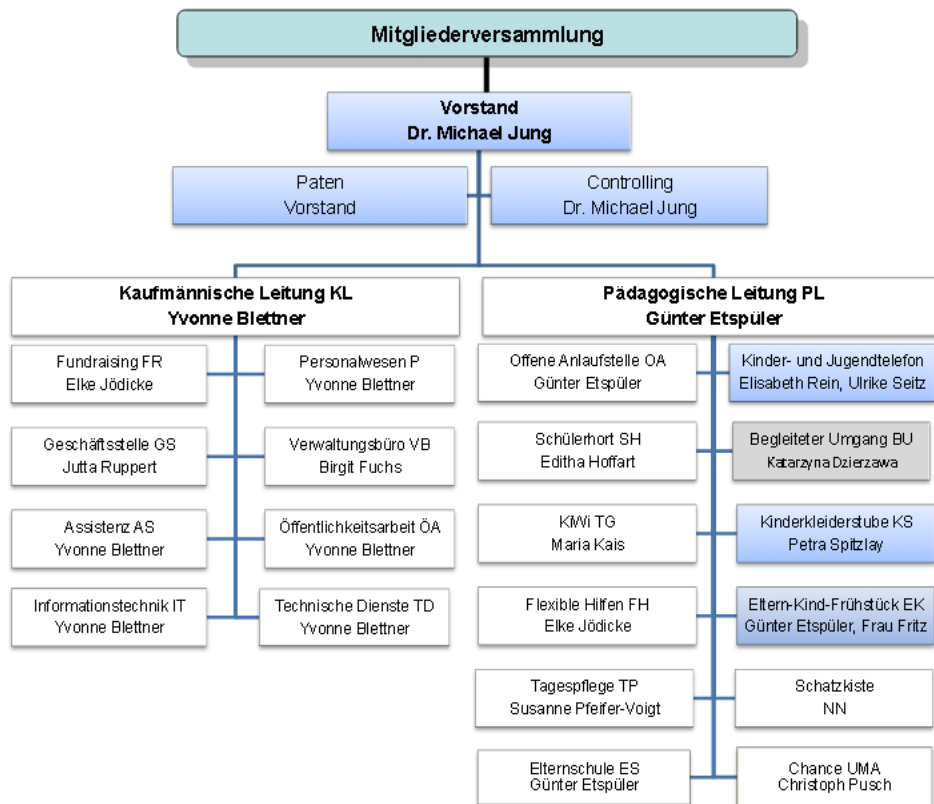 Mitgliederversammlung
Vorstand
Dr. Michael Jung
Paten
Vorstand
Controlling
Dr. Michael Jung
Kaufmännische Leitung KL
Yvonne Blettner
Pädagogische Leitung PL
Günter Etspüler
Fundraising FR
Elke Jödicke
Personalwesen P
Yvonne Blettner
Offene Anlaufstelle OA
Günter Etspüler
Kinder- und Jugendtelefon
Elisabeth Rein, Ulrike Seitz
Geschäftsstelle GS
Jutta Ruppert
Verwaltungsbüro VB
Birgit Fuchs
Schülerhort SH
Editha Hoffart
Begleiteter Umgang BU
Katarzyna Dzierzawa
Assistenz AS
Yvonne Blettner
Öffentlichkeitsarbeit ÖA
Yvonne Blettner
KiWi TG
Maria Kais
Kinderkleiderstube KS
Petra Spitzlay
Informationstechnik IT
Yvonne Blettner
Technische Dienste TD
Yvonne Blettner
Flexible Hilfen FH
Elke Jödicke
Eltern-Kind-Frühstück EK
Günter Etspüler, Frau Fritz
Tagespflege TP
Susanne Pfeifer-Voigt
Schatzkiste
NN
Elternschule ES
Günter Etspüler
Chance UMA
Christoph Pusch